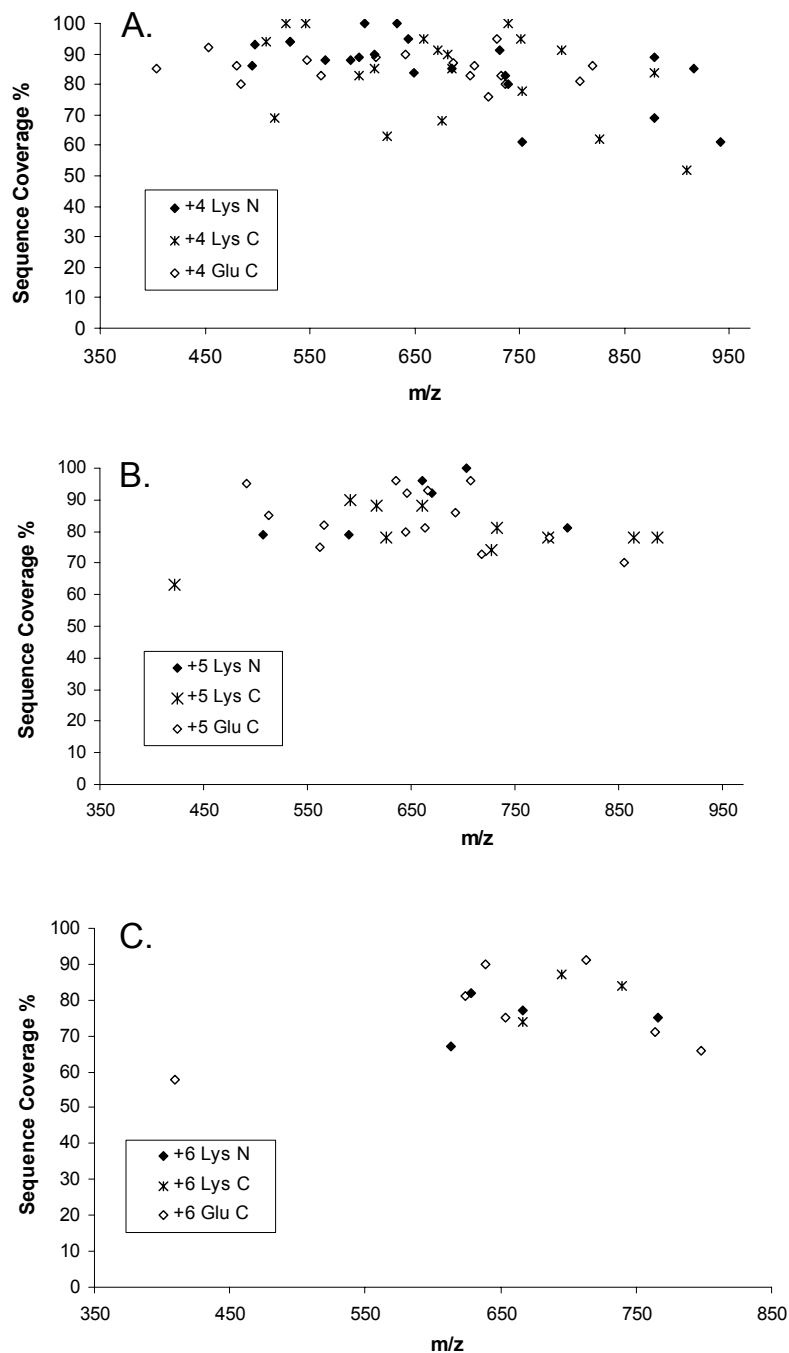 A.
Sequence Coverage %
100
90
80
70
60
50
40
30
20
10
0
+4 Lys N
+4 Lys C
+4 Glu C
350 450 550 650 750 850 950
m/z
B.
Sequence Coverage %
100
90
80
70
60
50
40
30
20
10
0
+5 Lys N
+5 Lys C
+5 Glu C
350 450 550 650 750 850 950
m/z
C.
Sequence Coverage %
100
90
80
70
60
50
40
30
20
10
0
+6 Lys N
+6 Lys C
+6 Glu C
350 450 550 650 750 850
m/z